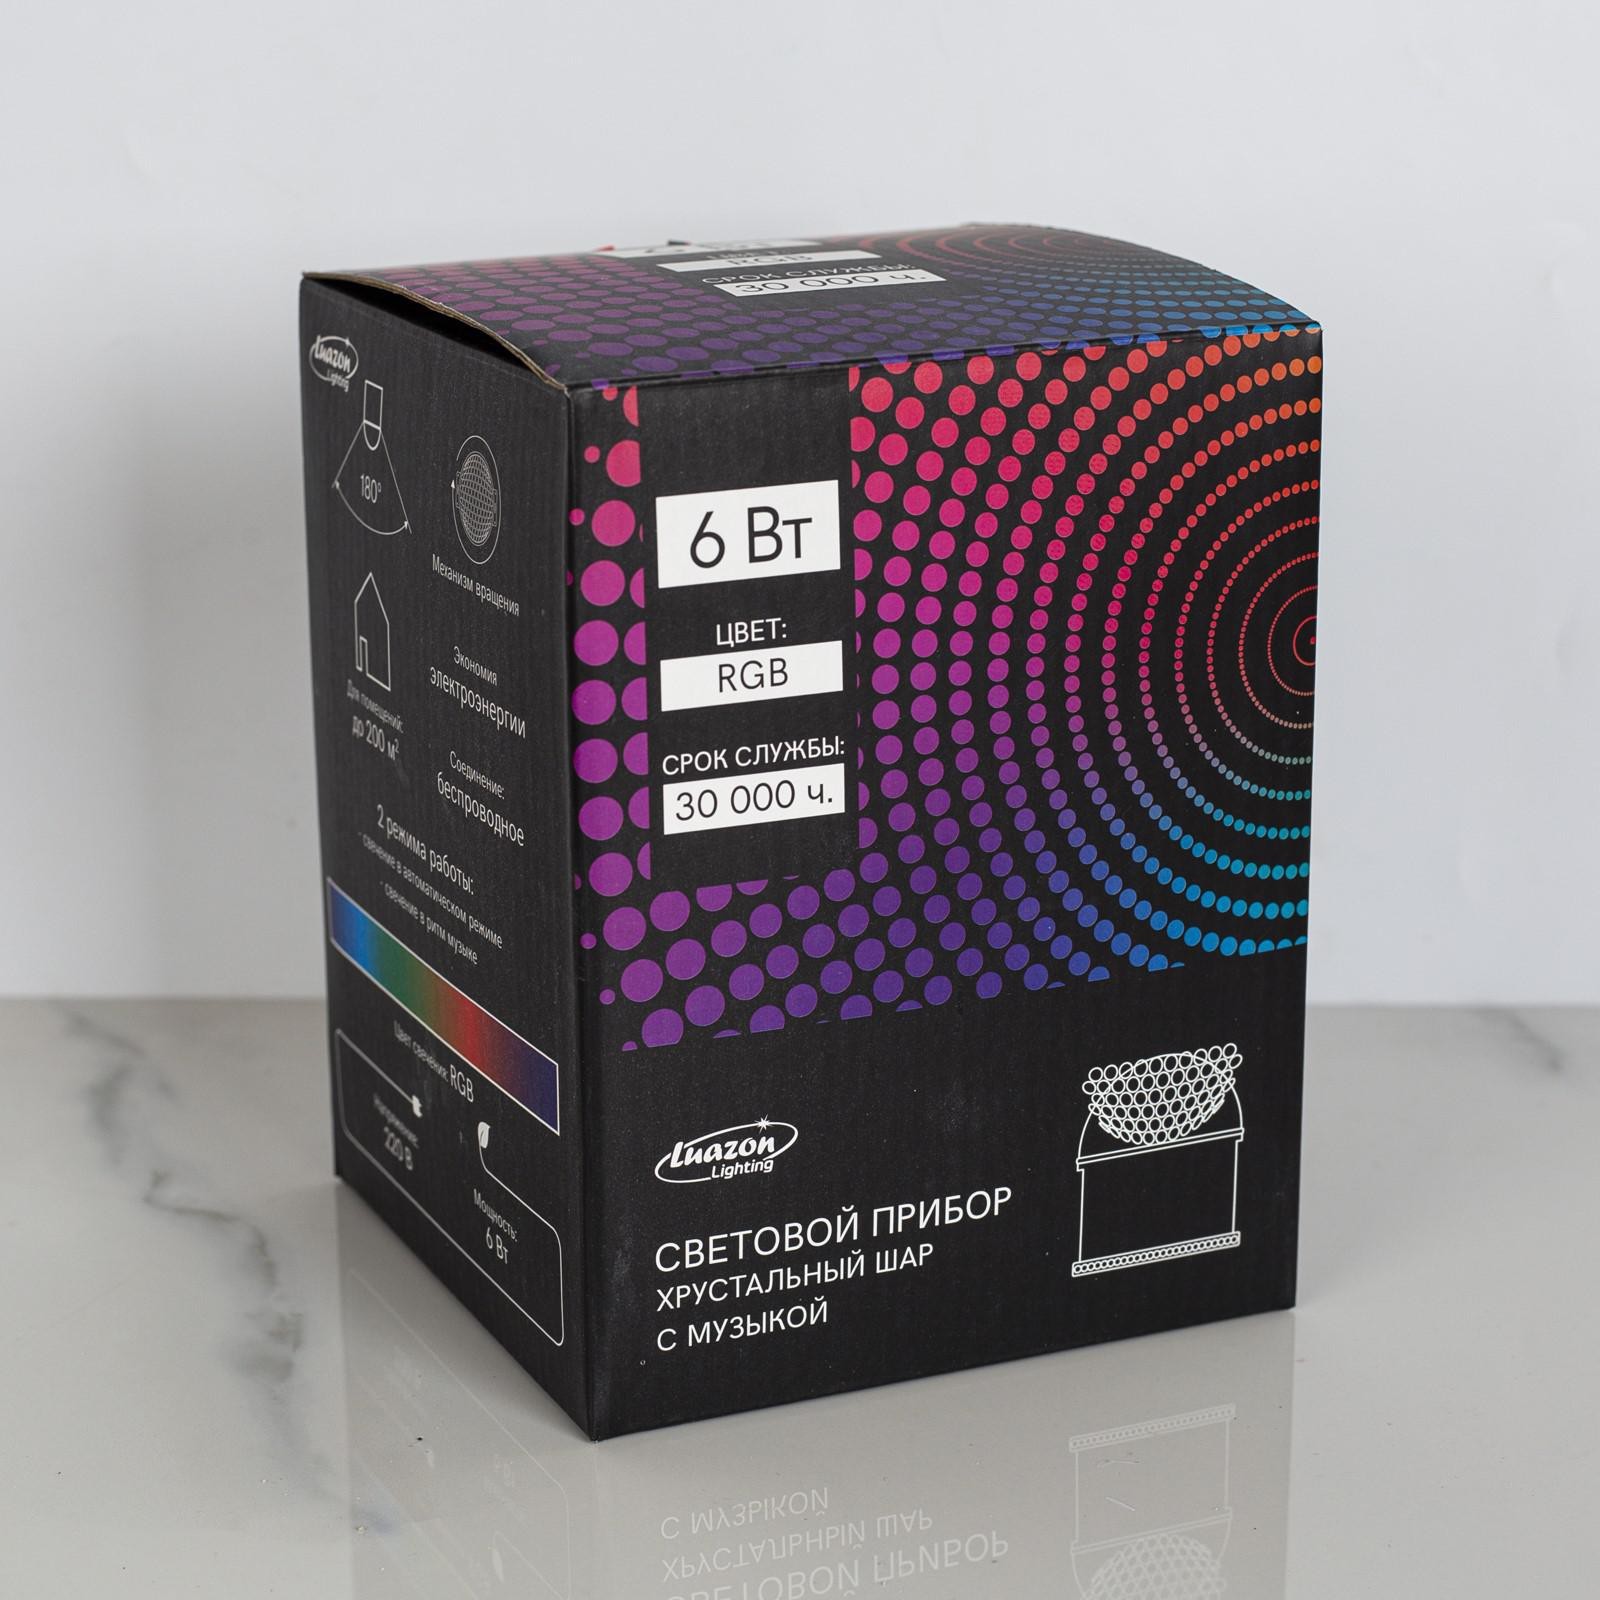 RGB
СРОК СЛУЖБЫ:
30 000 ч.
Luazon
Lighting
180°
Механизм вращения
Для помещений:
до 200 м²
Экономия
электроэнергии
Соединение:
беспроводное
2 режима работы:
- свечение в автоматическом режиме
- свечение в ритм музыке
Цвет свечения: RGB
Напряжение:
220 В
Мощность:
6 Вт
6 Вт
ЦВЕТ:
RGB
СРОК СЛУЖБЫ:
30 000 ч.
Luazon
Lighting
СВЕТОВОЙ ПРИБОР
ХРУСТАЛЬНЫЙ ШАР
С МУЗЫКОЙ